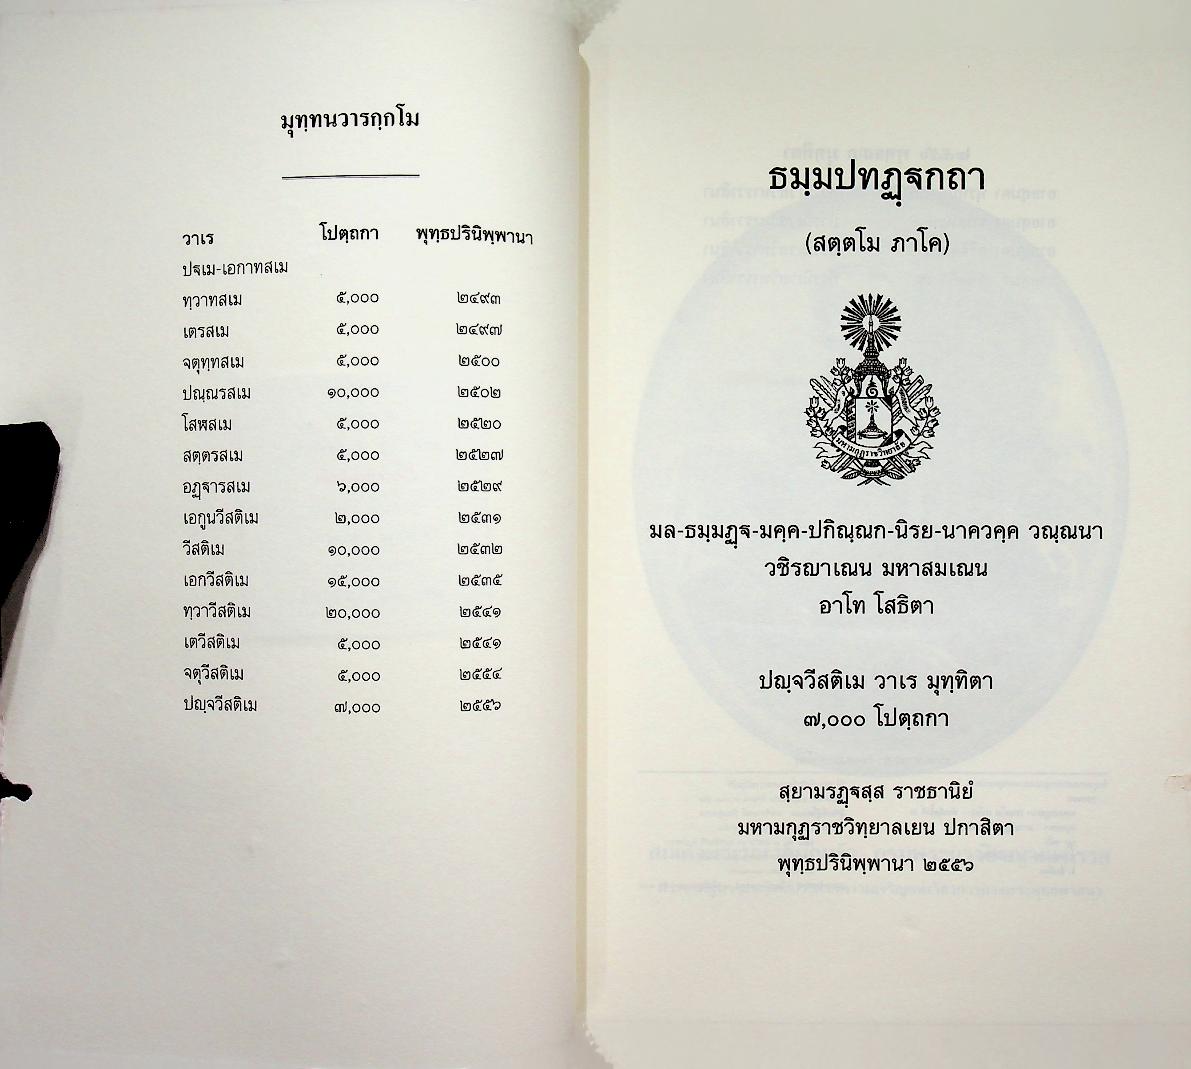 มุทฺทนวารกฺกโม
วาเร โปตฺถกา พุทฺธปรินิพฺพานา
ปฐเม-เอกาทสเม
ทฺวาทสเม ๕,๐๐๐ ๒๔๙๓
เตรสเม ๕,๐๐๐ ๒๔๙๗
จตุทฺทสเม ๕,๐๐๐ ๒๕๐๐
ปณฺณรสเม ๑๐,๐๐๐ ๒๕๐๒
โสฬสเม ๕,๐๐๐ ๒๕๒๐
สตฺตรสเม ๕,๐๐๐ ๒๕๒๗
อฏฺฐารสเม ๖,๐๐๐ ๒๕๒๙
เอกูนวีสติเม ๒,๐๐๐ ๒๕๓๑
วีสติเม ๑๐,๐๐๐ ๒๕๓๒
เอกวีสติเม ๑๕,๐๐๐ ๒๕๓๕
ทฺวาวีสติเม ๒๐,๐๐๐ ๒๕๔๑
เตวีสติเม ๕,๐๐๐ ๒๕๔๑
จตุวีสติเม ๕,๐๐๐ ๒๕๕๔
ปญฺจวีสติเม ๗,๐๐๐ ๒๕๕๖
ธมฺมปทฏฺฐกถา
(สตฺตโม ภาโค)
มหามกุฏราชวิทยาลัย
มล-ธมฺมฏฺฐ-มคฺค-ปกิณฺณก-นิรย-นาควคฺค วณฺณนา
วชิรญาเณน มหาสมเณน
อาโท โสธิตา
ปญฺจวีสติเม วาเร มุทฺทิตา
๗,๐๐๐ โปตฺถกา
สฺยามรฏฺฐสฺส ราชธานิยํ
มหามกุฏราชวิทฺยาลเยน ปกาสิตา
พุทฺธปรินิพฺพานา ๒๕๕๖